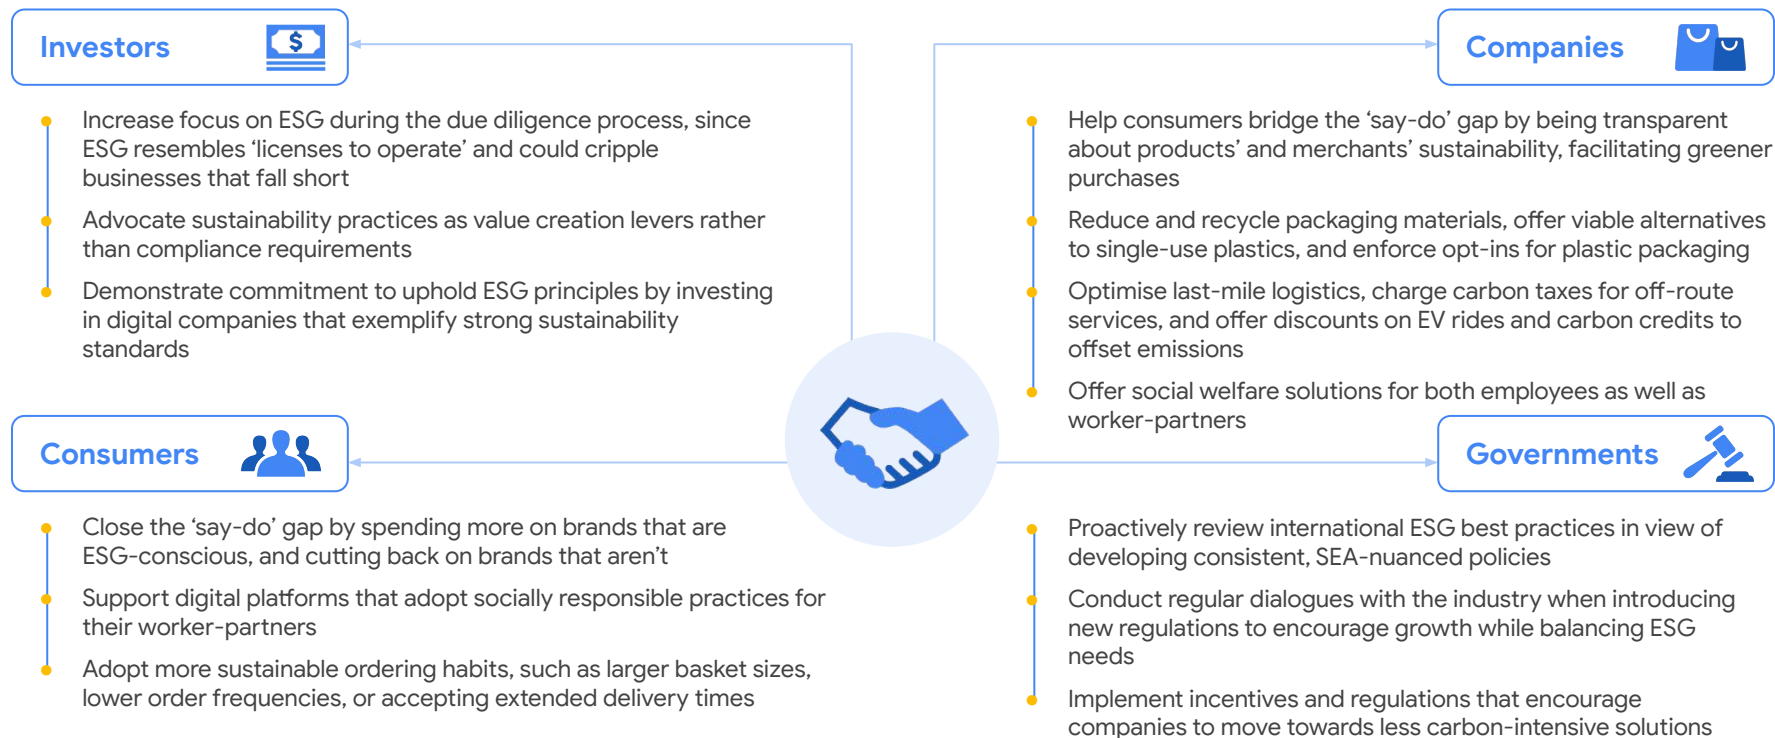 Investors
$
Increase focus on ESG during the due diligence process, since
ESG resembles ‘licenses to operate’ and could cripple
businesses that fall short
Advocate sustainability practices as value creation levers rather
than compliance requirements
Demonstrate commitment to uphold ESG principles by investing
in digital companies that exemplify strong sustainability
standards
Companies
Help consumers bridge the ‘say-do’ gap by being transparent
about products’ and merchants’ sustainability, facilitating greener
purchases
Reduce and recycle packaging materials, offer viable alternatives
to single-use plastics, and enforce opt-ins for plastic packaging
Optimise last-mile logistics, charge carbon taxes for off-route
services, and offer discounts on EV rides and carbon credits to
offset emissions
Offer social welfare solutions for both employees as well as
worker-partners
Consumers
Close the ‘say-do’ gap by spending more on brands that are
ESG-conscious, and cutting back on brands that aren’t
Support digital platforms that adopt socially responsible practices for
their worker-partners
Adopt more sustainable ordering habits, such as larger basket sizes,
lower order frequencies, or accepting extended delivery times
Governments
Proactively review international ESG best practices in view of
developing consistent, SEA-nuanced policies
Conduct regular dialogues with the industry when introducing
new regulations to encourage growth while balancing ESG
needs
Implement incentives and regulations that encourage
companies to move towards less carbon-intensive solutions